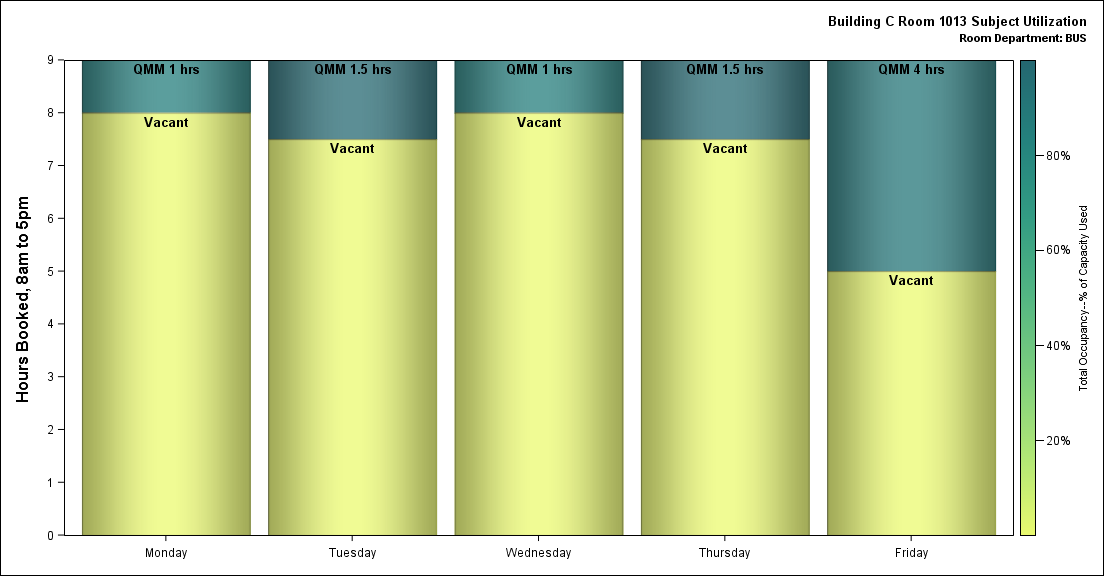 Building C Room 1013 Subject Utilization
Room Department: BUS
Hours Booked, 8am to 5pm
9
8
7
6
5
4
3
2
1
0
QMM 1 hrs
Vacant
QMM 1.5 hrs
Vacant
QMM 1 hrs
Vacant
QMM 1.5 hrs
Vacant
QMM 4 hrs
Vacant
Monday
Tuesday
Wednesday
Thursday
Friday
80%
60%
40%
20%
Total Occupancy--% of Capacity Used